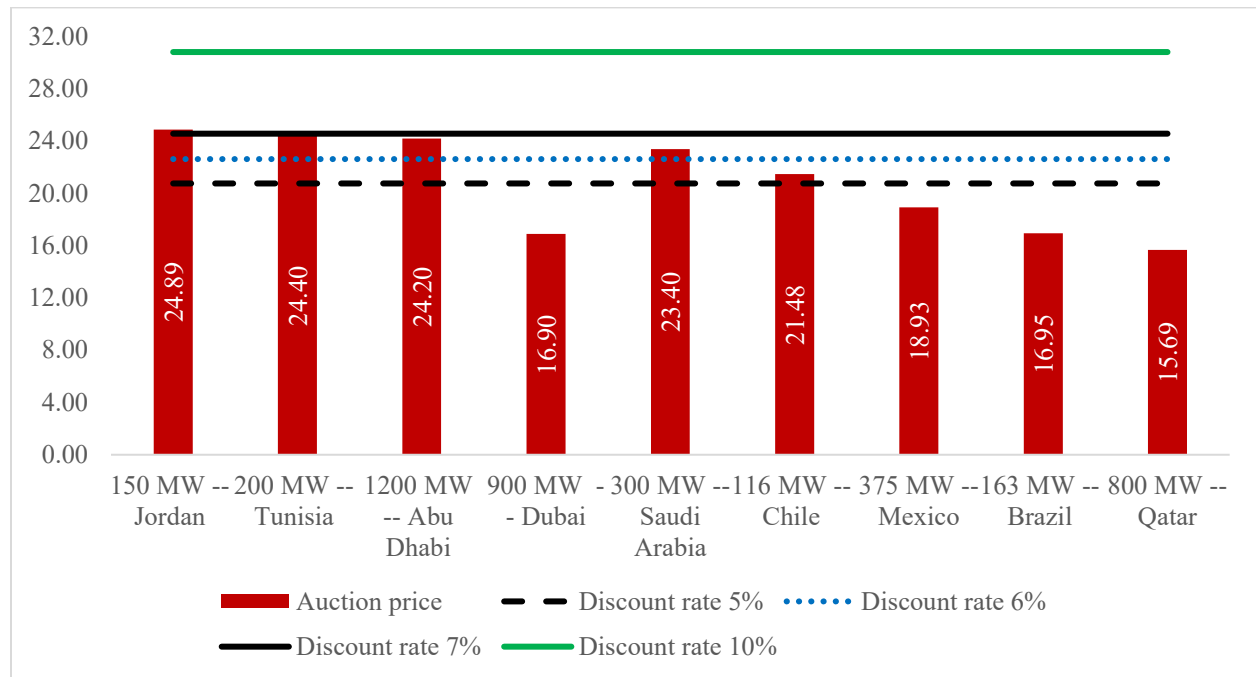 32.00
28.00
24.00
20.00
16.00
12.00
8.00
4.00
0.00
24.89
24.40
24.20
16.90
23.40
21.48
18.93
16.95
15.69
150 MW --
Jordan
200 MW --
Tunisia
1200 MW
-- Abu
Dhabi
900 MW -
- Dubai
300 MW --
Saudi
Arabia
116 MW --
Chile
375 MW --
Mexico
163 MW --
Brazil
800 MW --
Qatar
Auction price
Discount rate 5%
Discount rate 6%
Discount rate 7%
Discount rate 10%